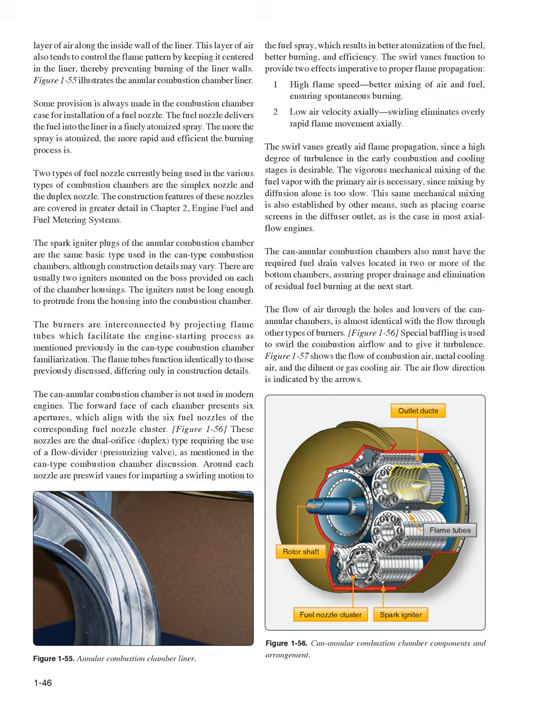 layer of air along the inside wall of the liner. This layer of air
also tends to control the flame pattern by keeping it centered
in the liner, thereby preventing burning of the liner walls.
Figure 1-55 illustrates the annular combustion chamber liner.
Some provision is always made in the combustion chamber
case for installation of a fuel nozzle. The fuel nozzle delivers
the fuel into the liner in a finely atomized spray. The more the
spray is atomized, the more rapid and efficient the burning
process is.
Two types of fuel nozzle currently being used in the various
types of combustion chambers are the simplex nozzle and
the duplex nozzle. The construction features of these nozzles
are covered in greater detail in Chapter 2, Engine Fuel and
Fuel Metering Systems.
The spark igniter plugs of the annular combustion chamber
are the same basic type used in the can-type combustion
chambers, although construction details may vary. There are
usually two igniters mounted on the boss provided on each
of the chamber housings. The igniters must be long enough
to protrude from the housing into the combustion chamber.
The burners are interconnected by projecting flame
tubes which facilitate the engine-starting process as
mentioned previously in the can-type combustion chamber
familiarization. The flame tubes function identically to those
previously discussed, differing only in construction details.
The can-annular combustion chamber is not used in modern
engines. The forward face of each chamber presents six
apertures, which align with the six fuel nozzles of the
corresponding fuel nozzle cluster. [Figure 1-56] These
nozzles are the dual-orifice (duplex) type requiring the use
of a flow-divider (pressurizing valve), as mentioned in the
can-type combustion chamber discussion. Around each
nozzle are preswirl vanes for imparting a swirling motion to
Figure 1-55. Annular combustion chamber liner.
the fuel spray, which results in better atomization of the fuel,
better burning, and efficiency. The swirl vanes function to
provide two effects imperative to proper flame propagation:
1 High flame speed—better mixing of air and fuel,
ensuring spontaneous burning.
2 Low air velocity axially—swirling eliminates overly
rapid flame movement axially.
The swirl vanes greatly aid flame propagation, since a high
degree of turbulence in the early combustion and cooling
stages is desirable. The vigorous mechanical mixing of the
fuel vapor with the primary air is necessary, since mixing by
diffusion alone is too slow. This same mechanical mixing
is also established by other means, such as placing coarse
screens in the diffuser outlet, as is the case in most axial-
flow engines.
The can-annular combustion chambers also must have the
required fuel drain valves located in two or more of the
bottom chambers, assuring proper drainage and elimination
of residual fuel burning at the next start.
The flow of air through the holes and louvers of the can-
annular chambers, is almost identical with the flow through
other types of burners. [Figure 1-56] Special baffling is used
to swirl the combustion airflow and to give it turbulence.
Figure 1-57 shows the flow of combustion air, metal cooling
air, and the diluent or gas cooling air. The air flow direction
is indicated by the arrows.
Outlet ducts
Flame tubes
Rotor shaft
Fuel nozzle cluster
Spark igniter
Figure 1-56. Can-annular combustion chamber components and
arrangement.
1-46